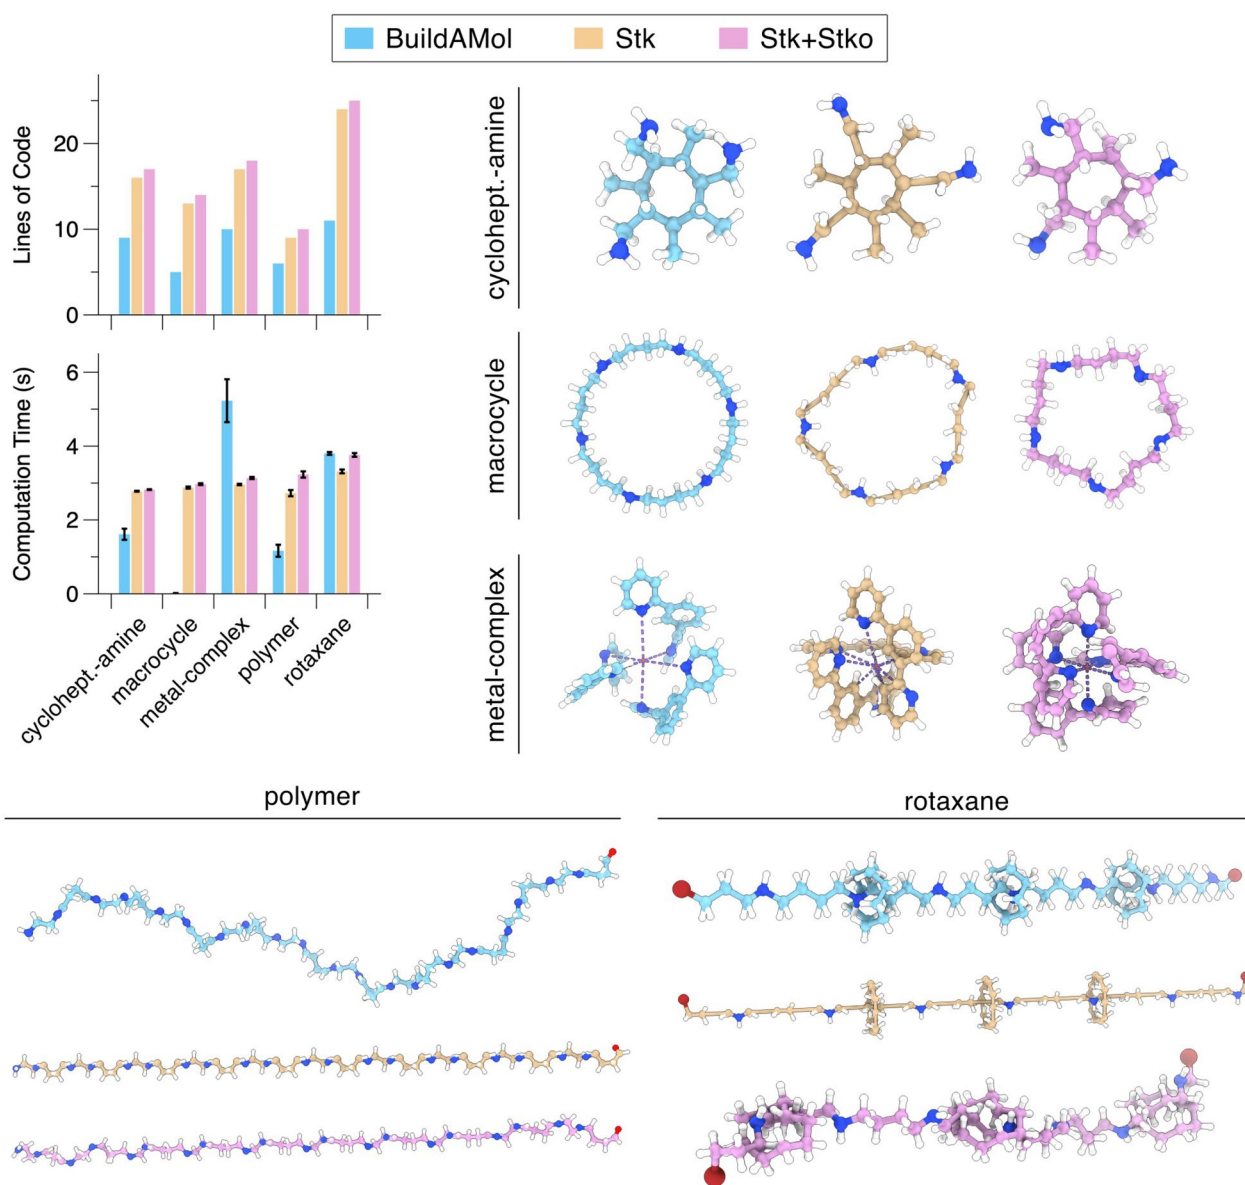 BuildAMol Stk Stk+Stko
Lines of Code
20
10
0
Computation Time (s)
6
4
2
0
cyclohept.-amine
macrocycle
metal-complex
polymer
rotaxane
cyclohept.-amine
macrocycle
metal-complex
polymer
rotaxane